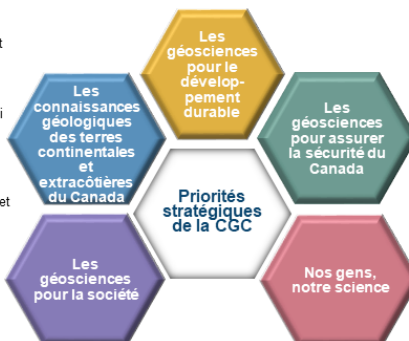 t
i
et
Les
géosciences
pour le
dévelop-
pement
durable
Les
connaissances
géologiques
des terres
continentales
et
extracôtières
du Canada
Les
géosciences
pour assurer
la sécurité du
Canada
Priorités
stratégiques
de la CGC
Les
géosciences
pour la société
Nos gens,
notre science